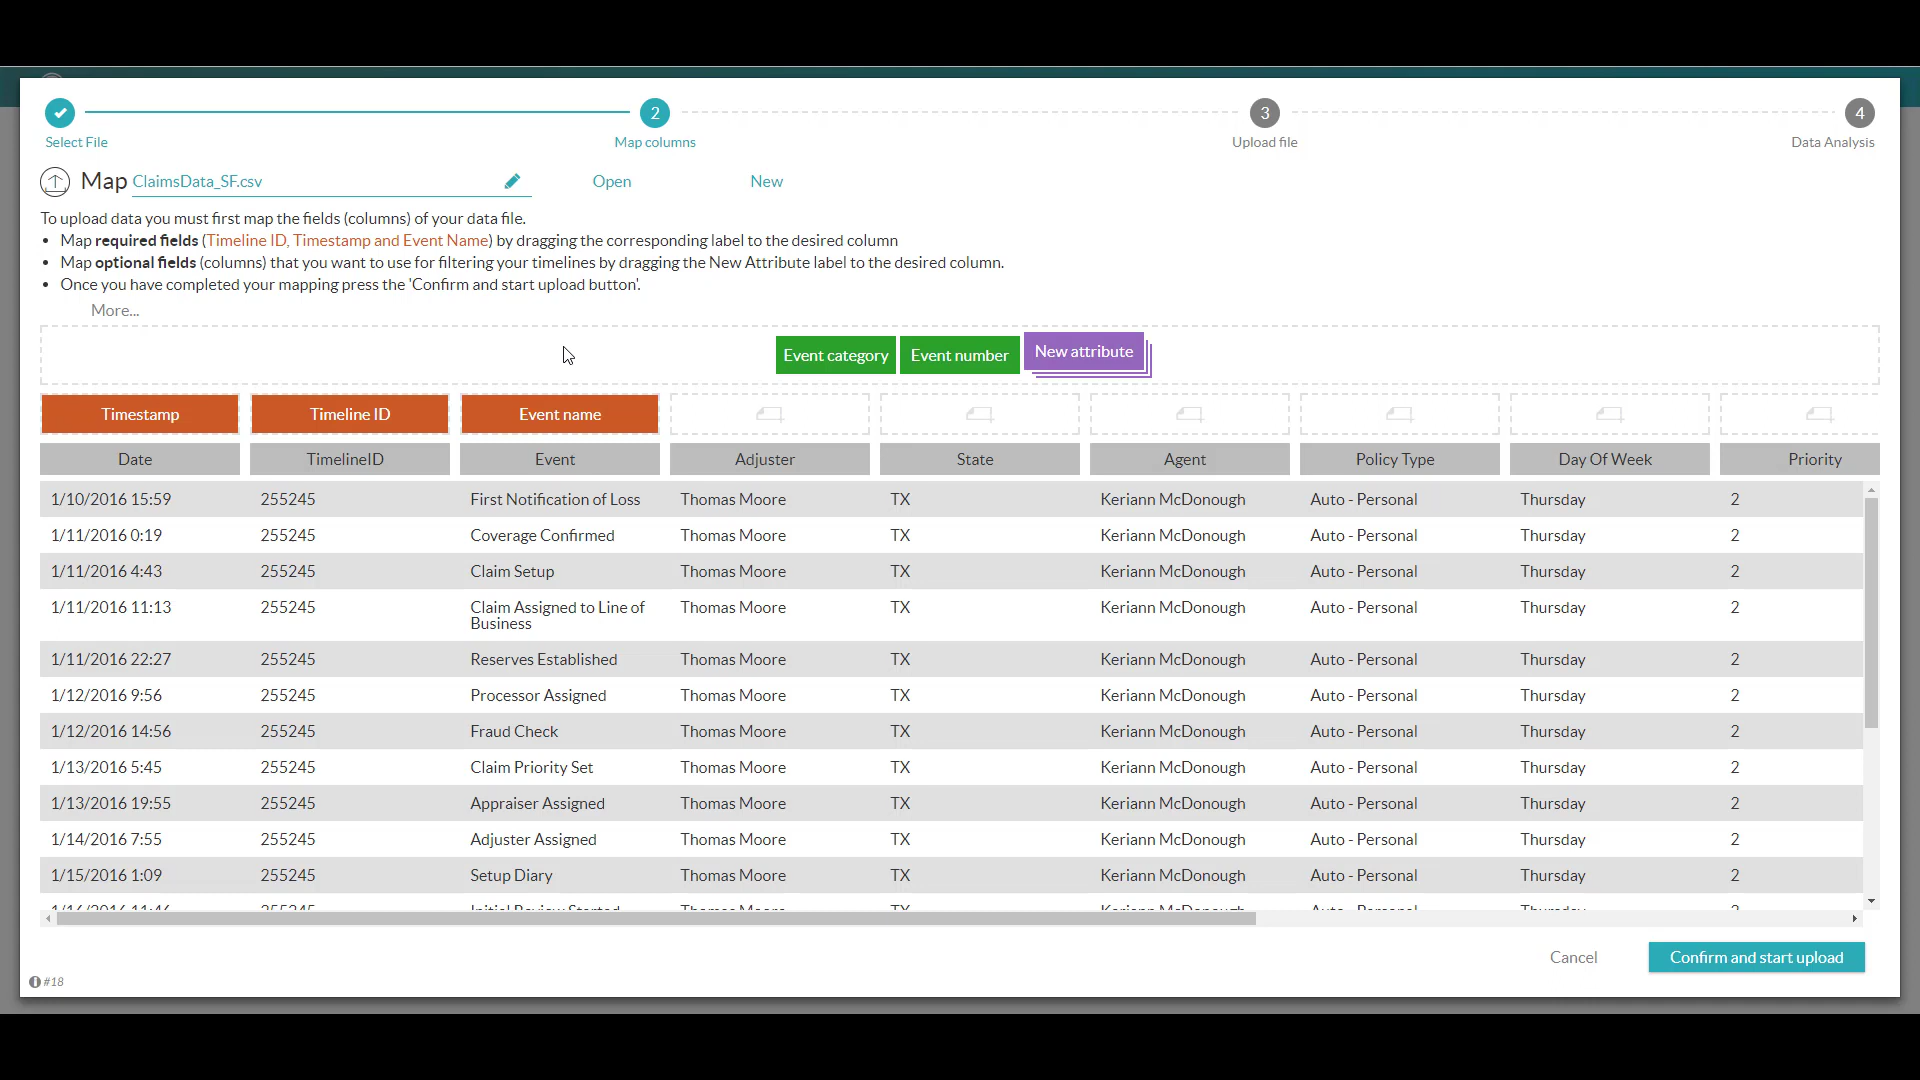 2 3 4
Select File Map columns Upload file Data Analysis
Map ClaimsData_SF.csv Open New
To upload data you must first map the fields (columns) of your data file.
• Map required fields (Timeline ID, Timestamp and Event Name) by dragging the corresponding label to the desired column
• Map optional fields (columns) that you want to use for filtering your timelines by dragging the New Attribute label to the desired column.
• Once you have completed your mapping press the 'Confirm and start upload button'.
More...
Event category Event number New attribute
Timestamp Timeline ID Event name
Date TimelineID Event Adjuster State Agent Policy Type Day Of Week Priority
1/10/2016 15:59 255245 First Notification of Loss Thomas Moore TX Keriann McDonough Auto - Personal Thursday 2
1/11/2016 0:19 255245 Coverage Confirmed Thomas Moore TX Keriann McDonough Auto - Personal Thursday 2
1/11/2016 4:43 255245 Claim Setup Thomas Moore TX Keriann McDonough Auto - Personal Thursday 2
1/11/2016 11:13 255245 Claim Assigned to Line of Thomas Moore TX Keriann McDonough Auto - Personal Thursday 2
Business
1/11/2016 22:27 255245 Reserves Established Thomas Moore TX Keriann McDonough Auto - Personal Thursday 2
1/12/2016 9:56 255245 Processor Assigned Thomas Moore TX Keriann McDonough Auto - Personal Thursday 2
1/12/2016 14:56 255245 Fraud Check Thomas Moore TX Keriann McDonough Auto - Personal Thursday 2
1/13/2016 5:45 255245 Claim Priority Set Thomas Moore TX Keriann McDonough Auto - Personal Thursday 2
1/13/2016 19:55 255245 Appraiser Assigned Thomas Moore TX Keriann McDonough Auto - Personal Thursday 2
1/14/2016 7:55 255245 Adjuster Assigned Thomas Moore TX Keriann McDonough Auto - Personal Thursday 2
1/15/2016 1:09 255245 Setup Diary Thomas Moore TX Keriann McDonough Auto - Personal Thursday 2
Cancel Confirm and start upload
#18